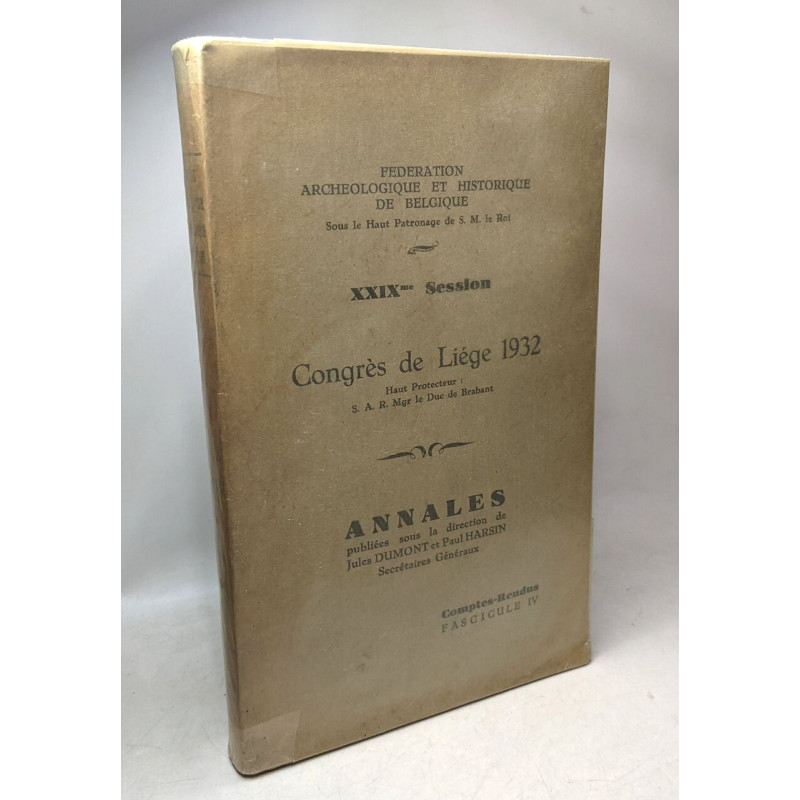 FEDERATION
ARCHEOLOGIQUE ET HISTORIQUE
DE BELGIQUE
Sous le Haut Patronage de S. M. le Roi
XXIXme Session
Congrès de Liége 1932
Haut Protecteur :
S. A. R. Mgr le Duc de Brabant
ANNALES
publiées sous la direction de
Jules DUMONT et Paul HARSIN
Secrétaires Généraux
Comptes-Rendus
FASCICULE IV